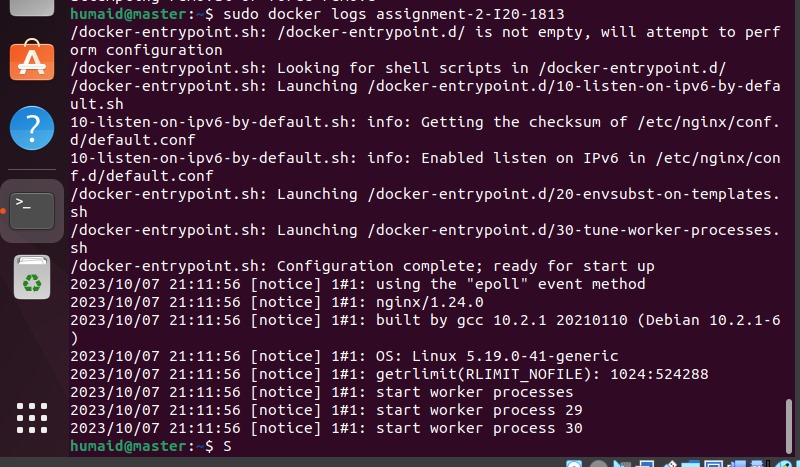 humaid@master:~$ sudo docker logs assignment-2-I20-1813
/docker-entrypoint.sh: /docker-entrypoint.d/ is not empty, will attempt to perf
orm configuration
/docker-entrypoint.sh: Looking for shell scripts in /docker-entrypoint.d/
/docker-entrypoint.sh: Launching /docker-entrypoint.d/10-listen-on-ipv6-by-defa
ult.sh
10-listen-on-ipv6-by-default.sh: info: Getting the checksum of /etc/nginx/conf.
d/default.conf
10-listen-on-ipv6-by-default.sh: info: Enabled listen on IPv6 in /etc/nginx/con
f.d/default.conf
/docker-entrypoint.sh: Launching /docker-entrypoint.d/20-envsubst-on-templates.
sh
/docker-entrypoint.sh: Launching /docker-entrypoint.d/30-tune-worker-processes.
sh
/docker-entrypoint.sh: Configuration complete; ready for start up
2023/10/07 21:11:56 [notice] 1#1: using the "epoll" event method
2023/10/07 21:11:56 [notice] 1#1: nginx/1.24.0
2023/10/07 21:11:56 [notice] 1#1: built by gcc 10.2.1 20210110 (Debian 10.2.1-6
)
2023/10/07 21:11:56 [notice] 1#1: OS: Linux 5.19.0-41-generic
2023/10/07 21:11:56 [notice] 1#1: getrlimit(RLIMIT_NOFILE): 1024:524288
2023/10/07 21:11:56 [notice] 1#1: start worker processes
2023/10/07 21:11:56 [notice] 1#1: start worker process 29
2023/10/07 21:11:56 [notice] 1#1: start worker process 30
humaid@master:~$ S